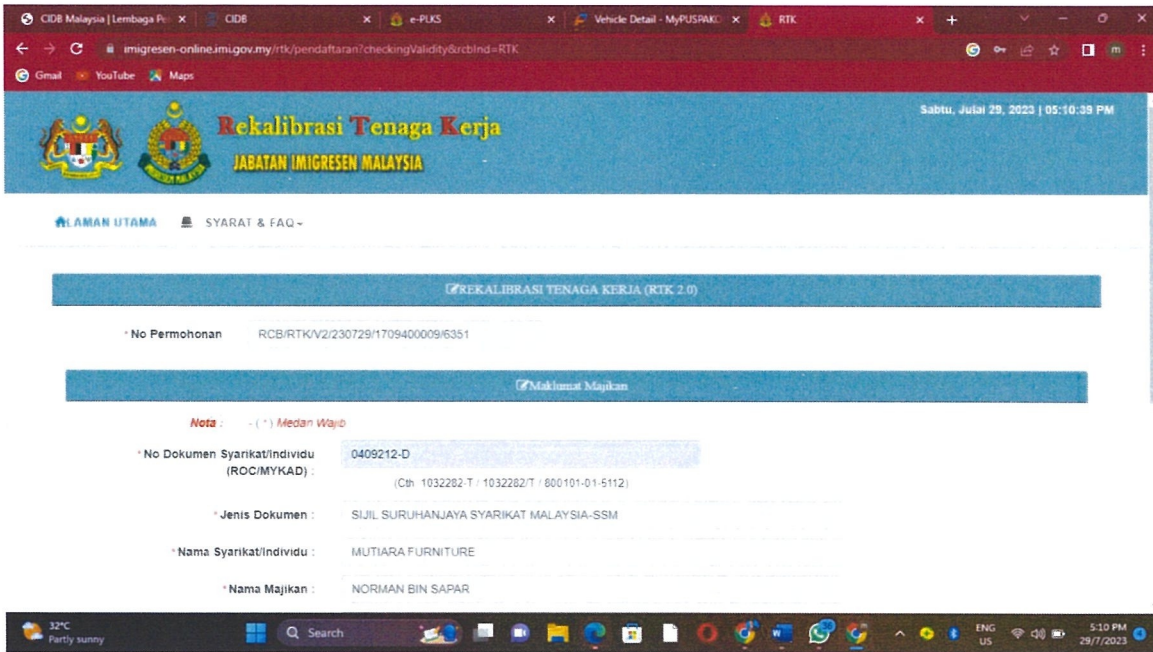 CIDB Malaysia | Lembaga Pe
CIDB
e-PLKS
Vehicle Detail - MyPUSPAKO
RTK
imigresen-online.imi.gov.my/rtk/pendaftaran?checkingValidity&rcbInd=RTK
m
Gmail
YouTube
Maps
Sabtu, Julai 29, 2023 | 05:10:39 PM
Rekalibrasi Tenaga Kerja
JABATAN IMIGRESEN MALAYSIA
LAMAN UTAMA
SYARAT & FAQ
REKALIBRASI TENAGA KERJA (RTK 2.0)
* No Permohonan RCB/RTK/V2/230729/1709400009/6351
Maklumat Majikan
Nota : - ( * ) Medan Wajib
* No Dokumen Syarikat/Individu 0409212-D
(ROC/MYKAD) :
(Cth 1032282-T / 1032282/T / 800101-01-5112)
* Jenis Dokumen : SIJIL SURUHANJAYA SYARIKAT MALAYSIA-SSM
* Nama Syarikat/Individu : MUTIARA FURNITURE
* Nama Majikan : NORMAN BIN SAPAR
32°C
Partly sunny
Search
ENG
US
5:10 PM
29/7/2023